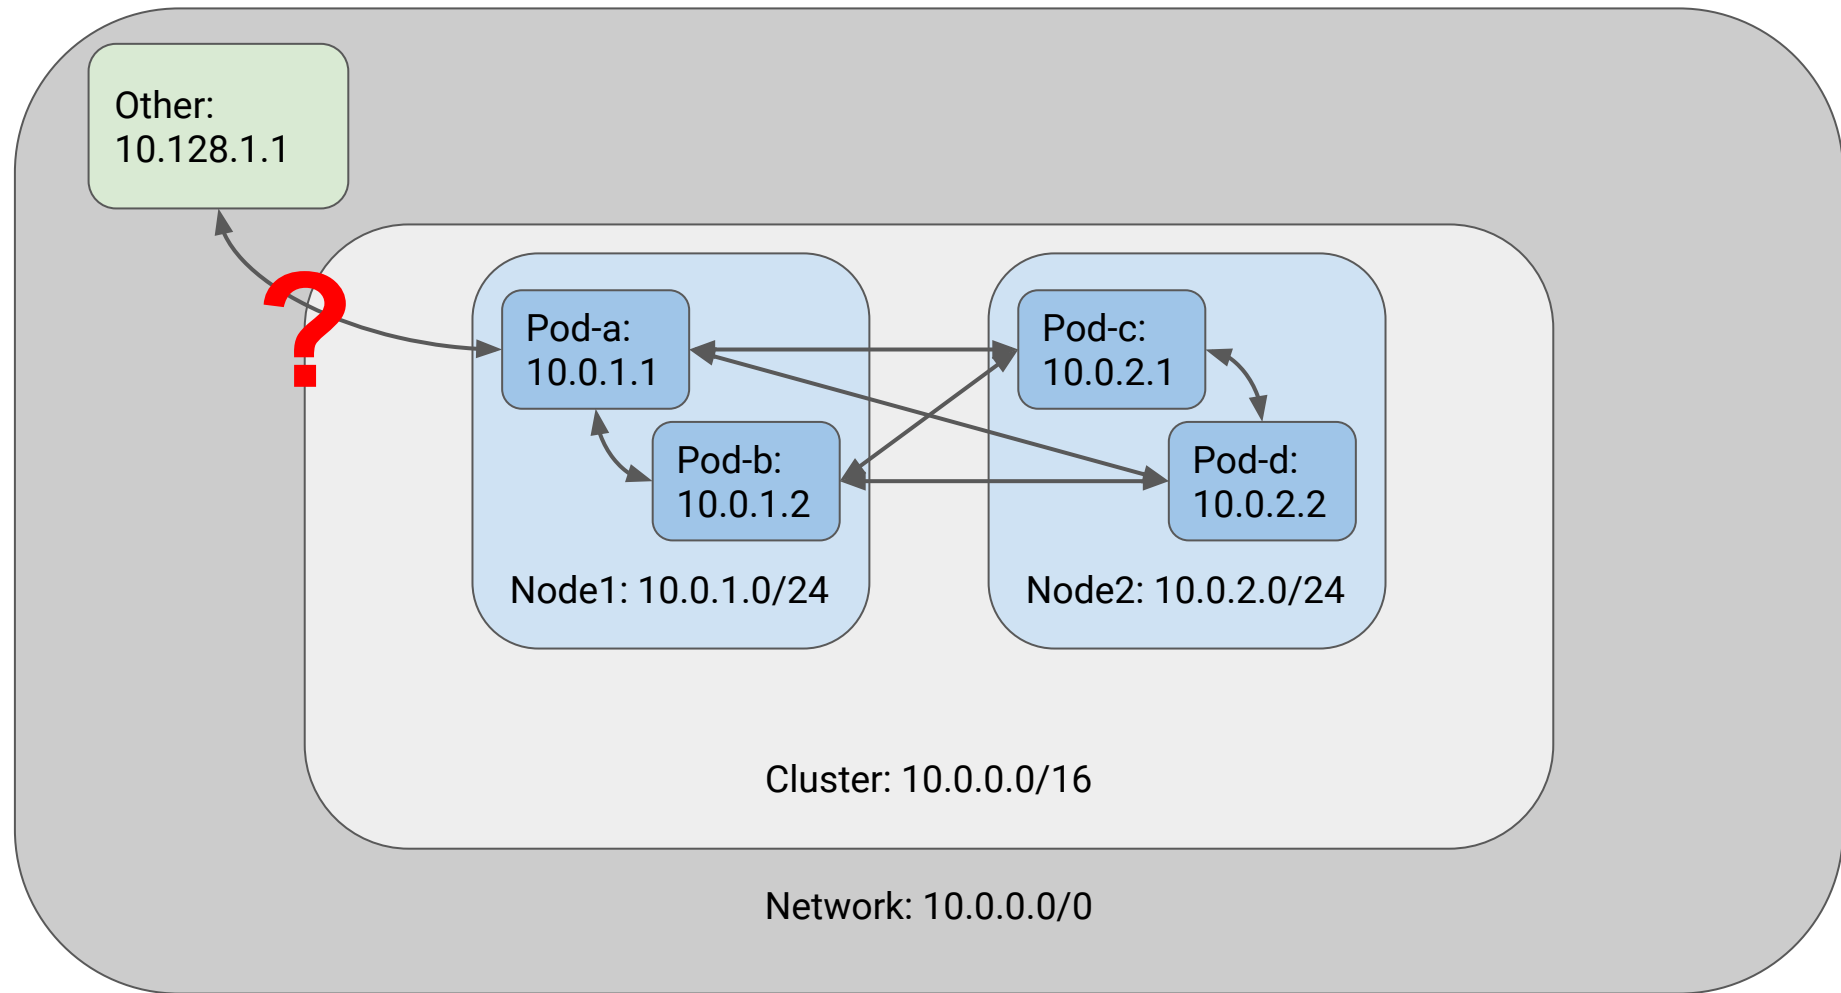 Other:
10.128.1.1
?
Pod-a:
10.0.1.1
Pod-b:
10.0.1.2
Node1: 10.0.1.0/24
Pod-c:
10.0.2.1
Pod-d:
10.0.2.2
Node2: 10.0.2.0/24
Cluster: 10.0.0.0/16
Network: 10.0.0.0/0